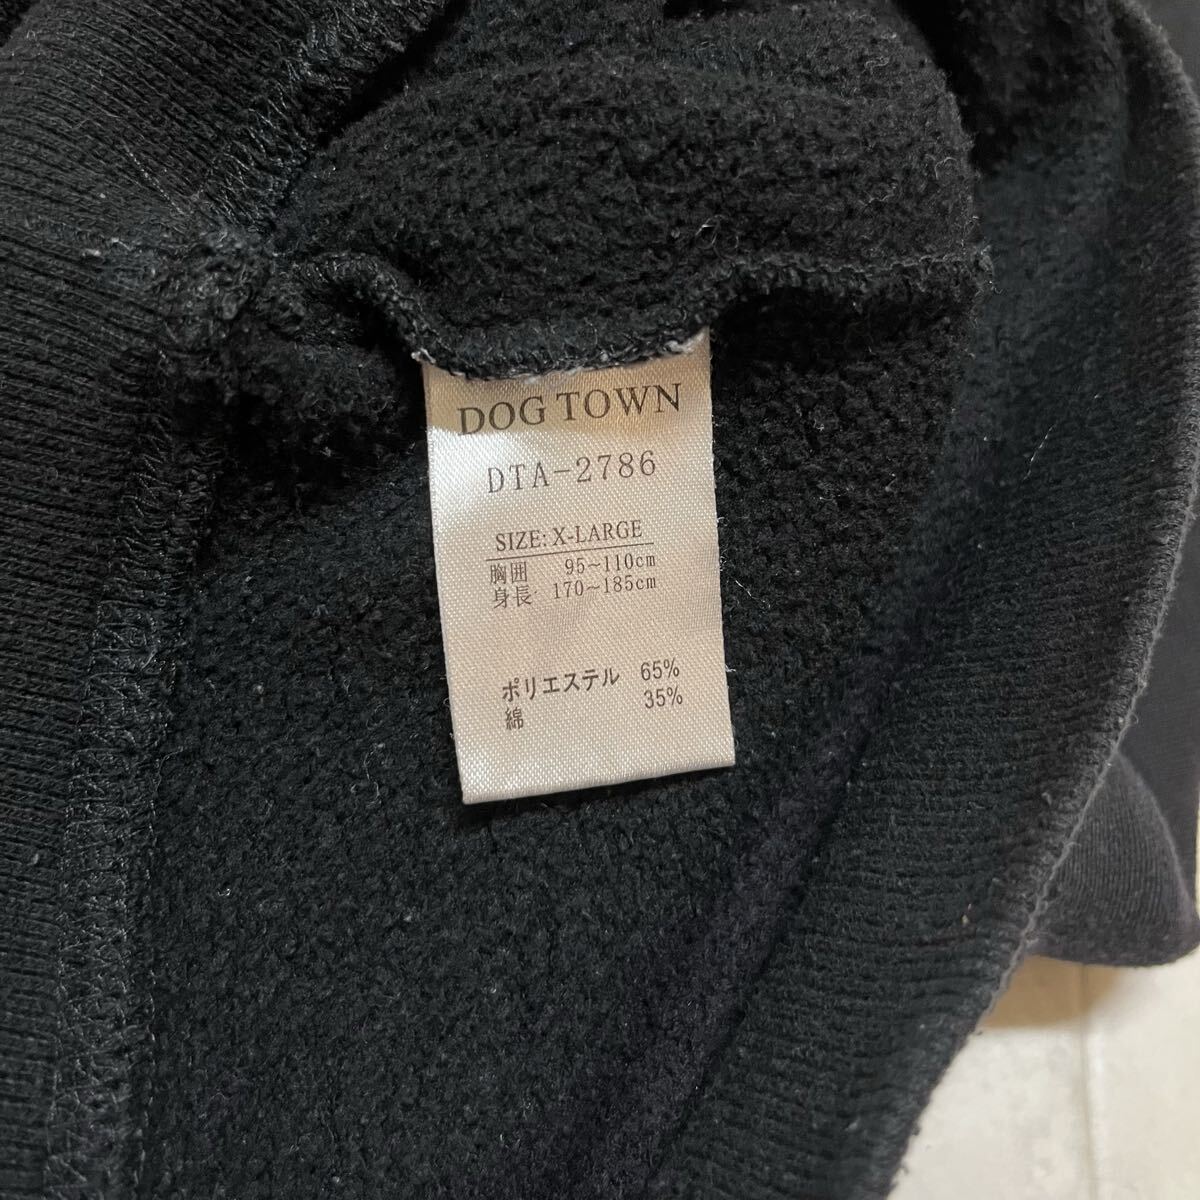 DOG TOWN
DTA-2786
SIZE: X-LARGE
胸囲 95~110cm
身長 170~185cm
ポリエステル 65%
綿 35%